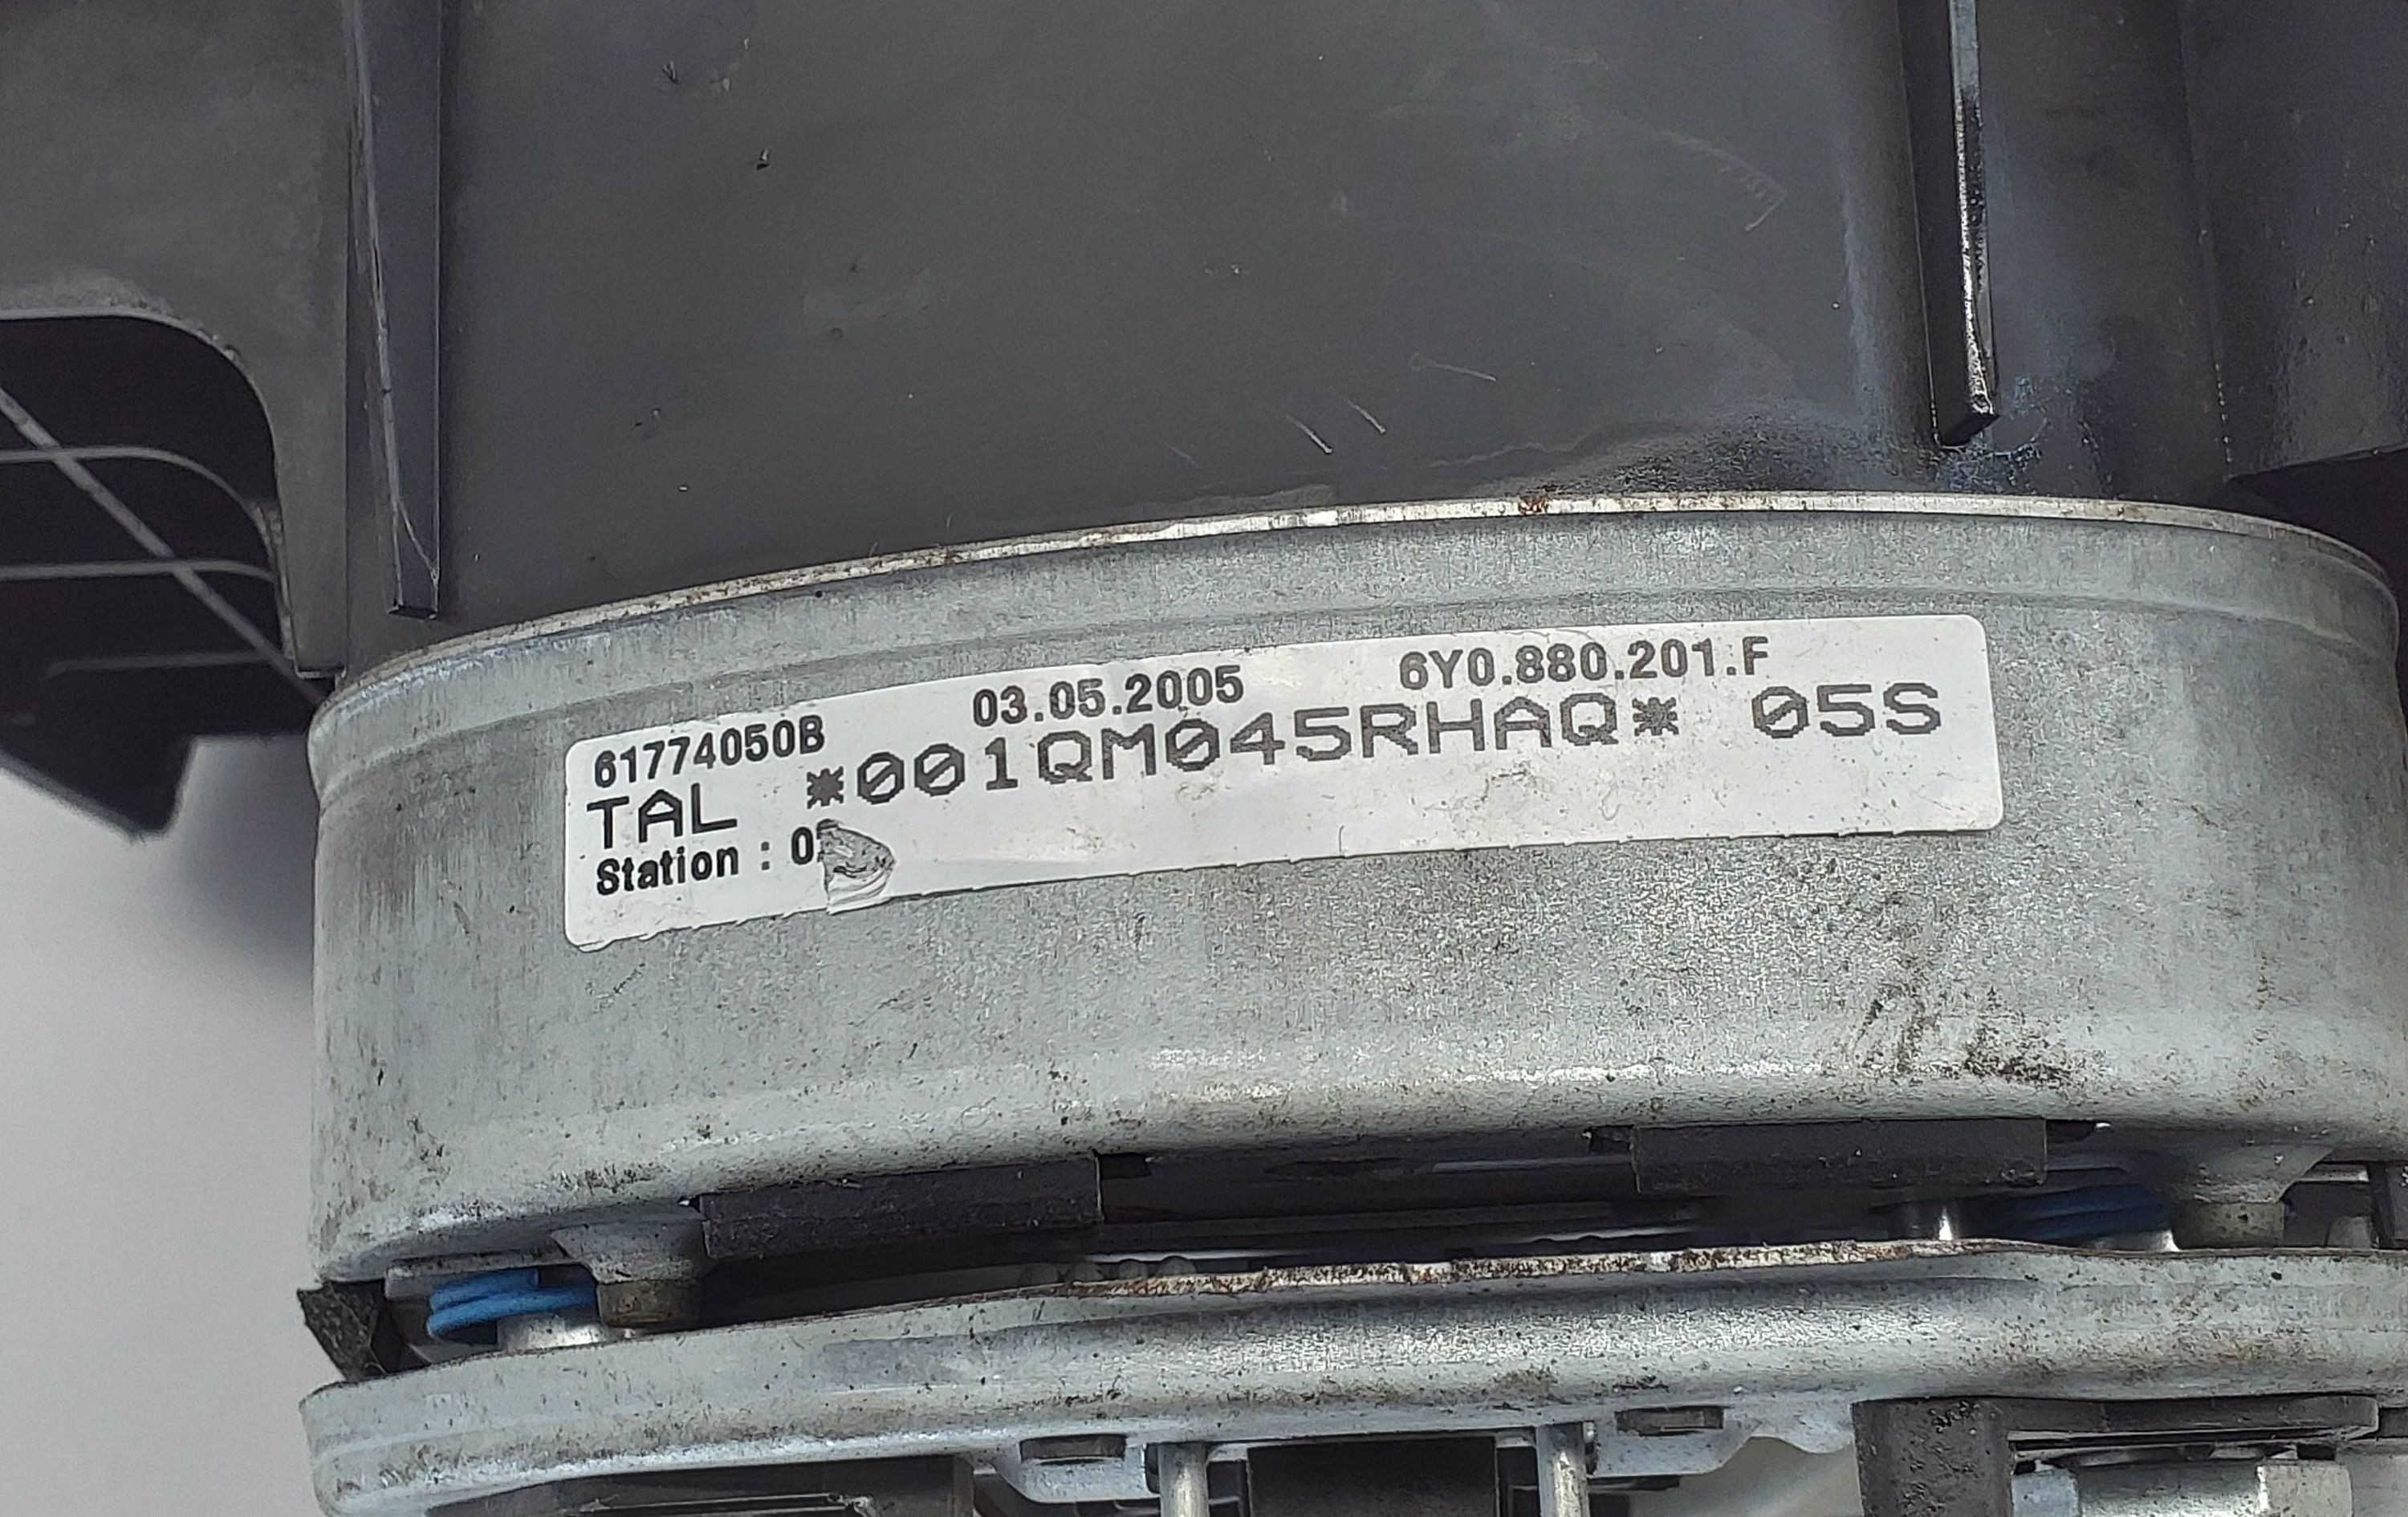 61774050B 03.05.2005 6Y0.880.201.F
TAL *001QM045RHAQ* 05S
Station : 0